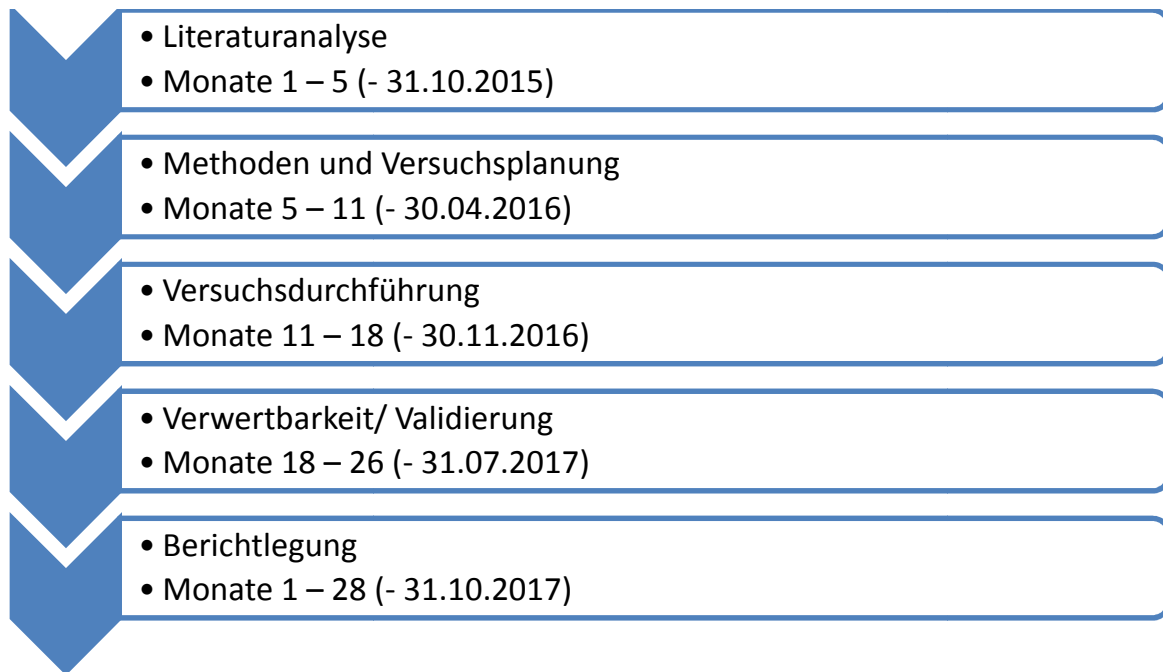 • Literaturanalyse
• Monate 1 – 5 (- 31.10.2015)
• Methoden und Versuchsplanung
• Monate 5 – 11 (- 30.04.2016)
• Versuchsdurchführung
• Monate 11 – 18 (- 30.11.2016)
• Verwertbarkeit/ Validierung
• Monate 18 – 26 (- 31.07.2017)
• Berichtlegung
• Monate 1 – 28 (- 31.10.2017)